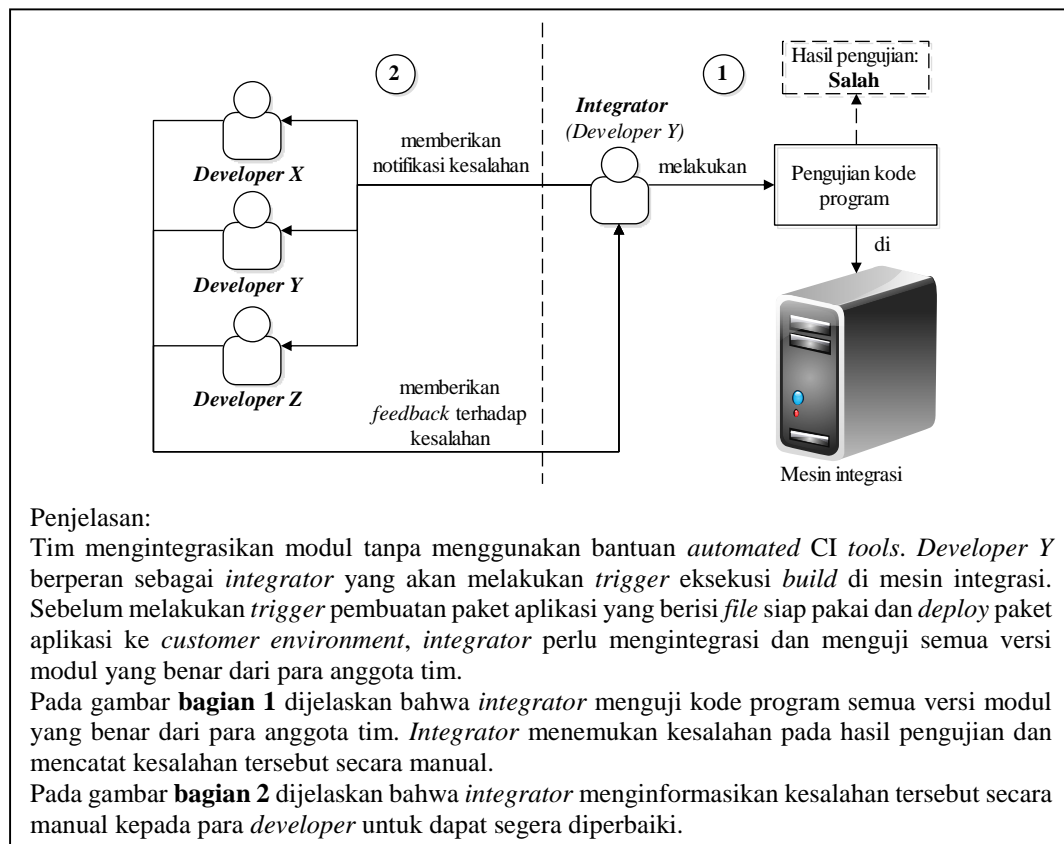 2
1
Hasil pengujian:
Salah
Integrator
(Developer Y)
memberikan
notifikasi kesalahan
melakukan
Pengujian kode
program
Developer X
di
Developer Y
Developer Z
memberikan
feedback terhadap
kesalahan
Mesin integrasi
Penjelasan:
Tim mengintegrasikan modul tanpa menggunakan bantuan automated CI tools. Developer Y
berperan sebagai integrator yang akan melakukan trigger eksekusi build di mesin integrasi.
Sebelum melakukan trigger pembuatan paket aplikasi yang berisi file siap pakai dan deploy paket
aplikasi ke customer environment, integrator perlu mengintegrasi dan menguji semua versi
modul yang benar dari para anggota tim.
Pada gambar bagian 1 dijelaskan bahwa integrator menguji kode program semua versi modul
yang benar dari para anggota tim. Integrator menemukan kesalahan pada hasil pengujian dan
mencatat kesalahan tersebut secara manual.
Pada gambar bagian 2 dijelaskan bahwa integrator menginformasikan kesalahan tersebut secara
manual kepada para developer untuk dapat segera diperbaiki.